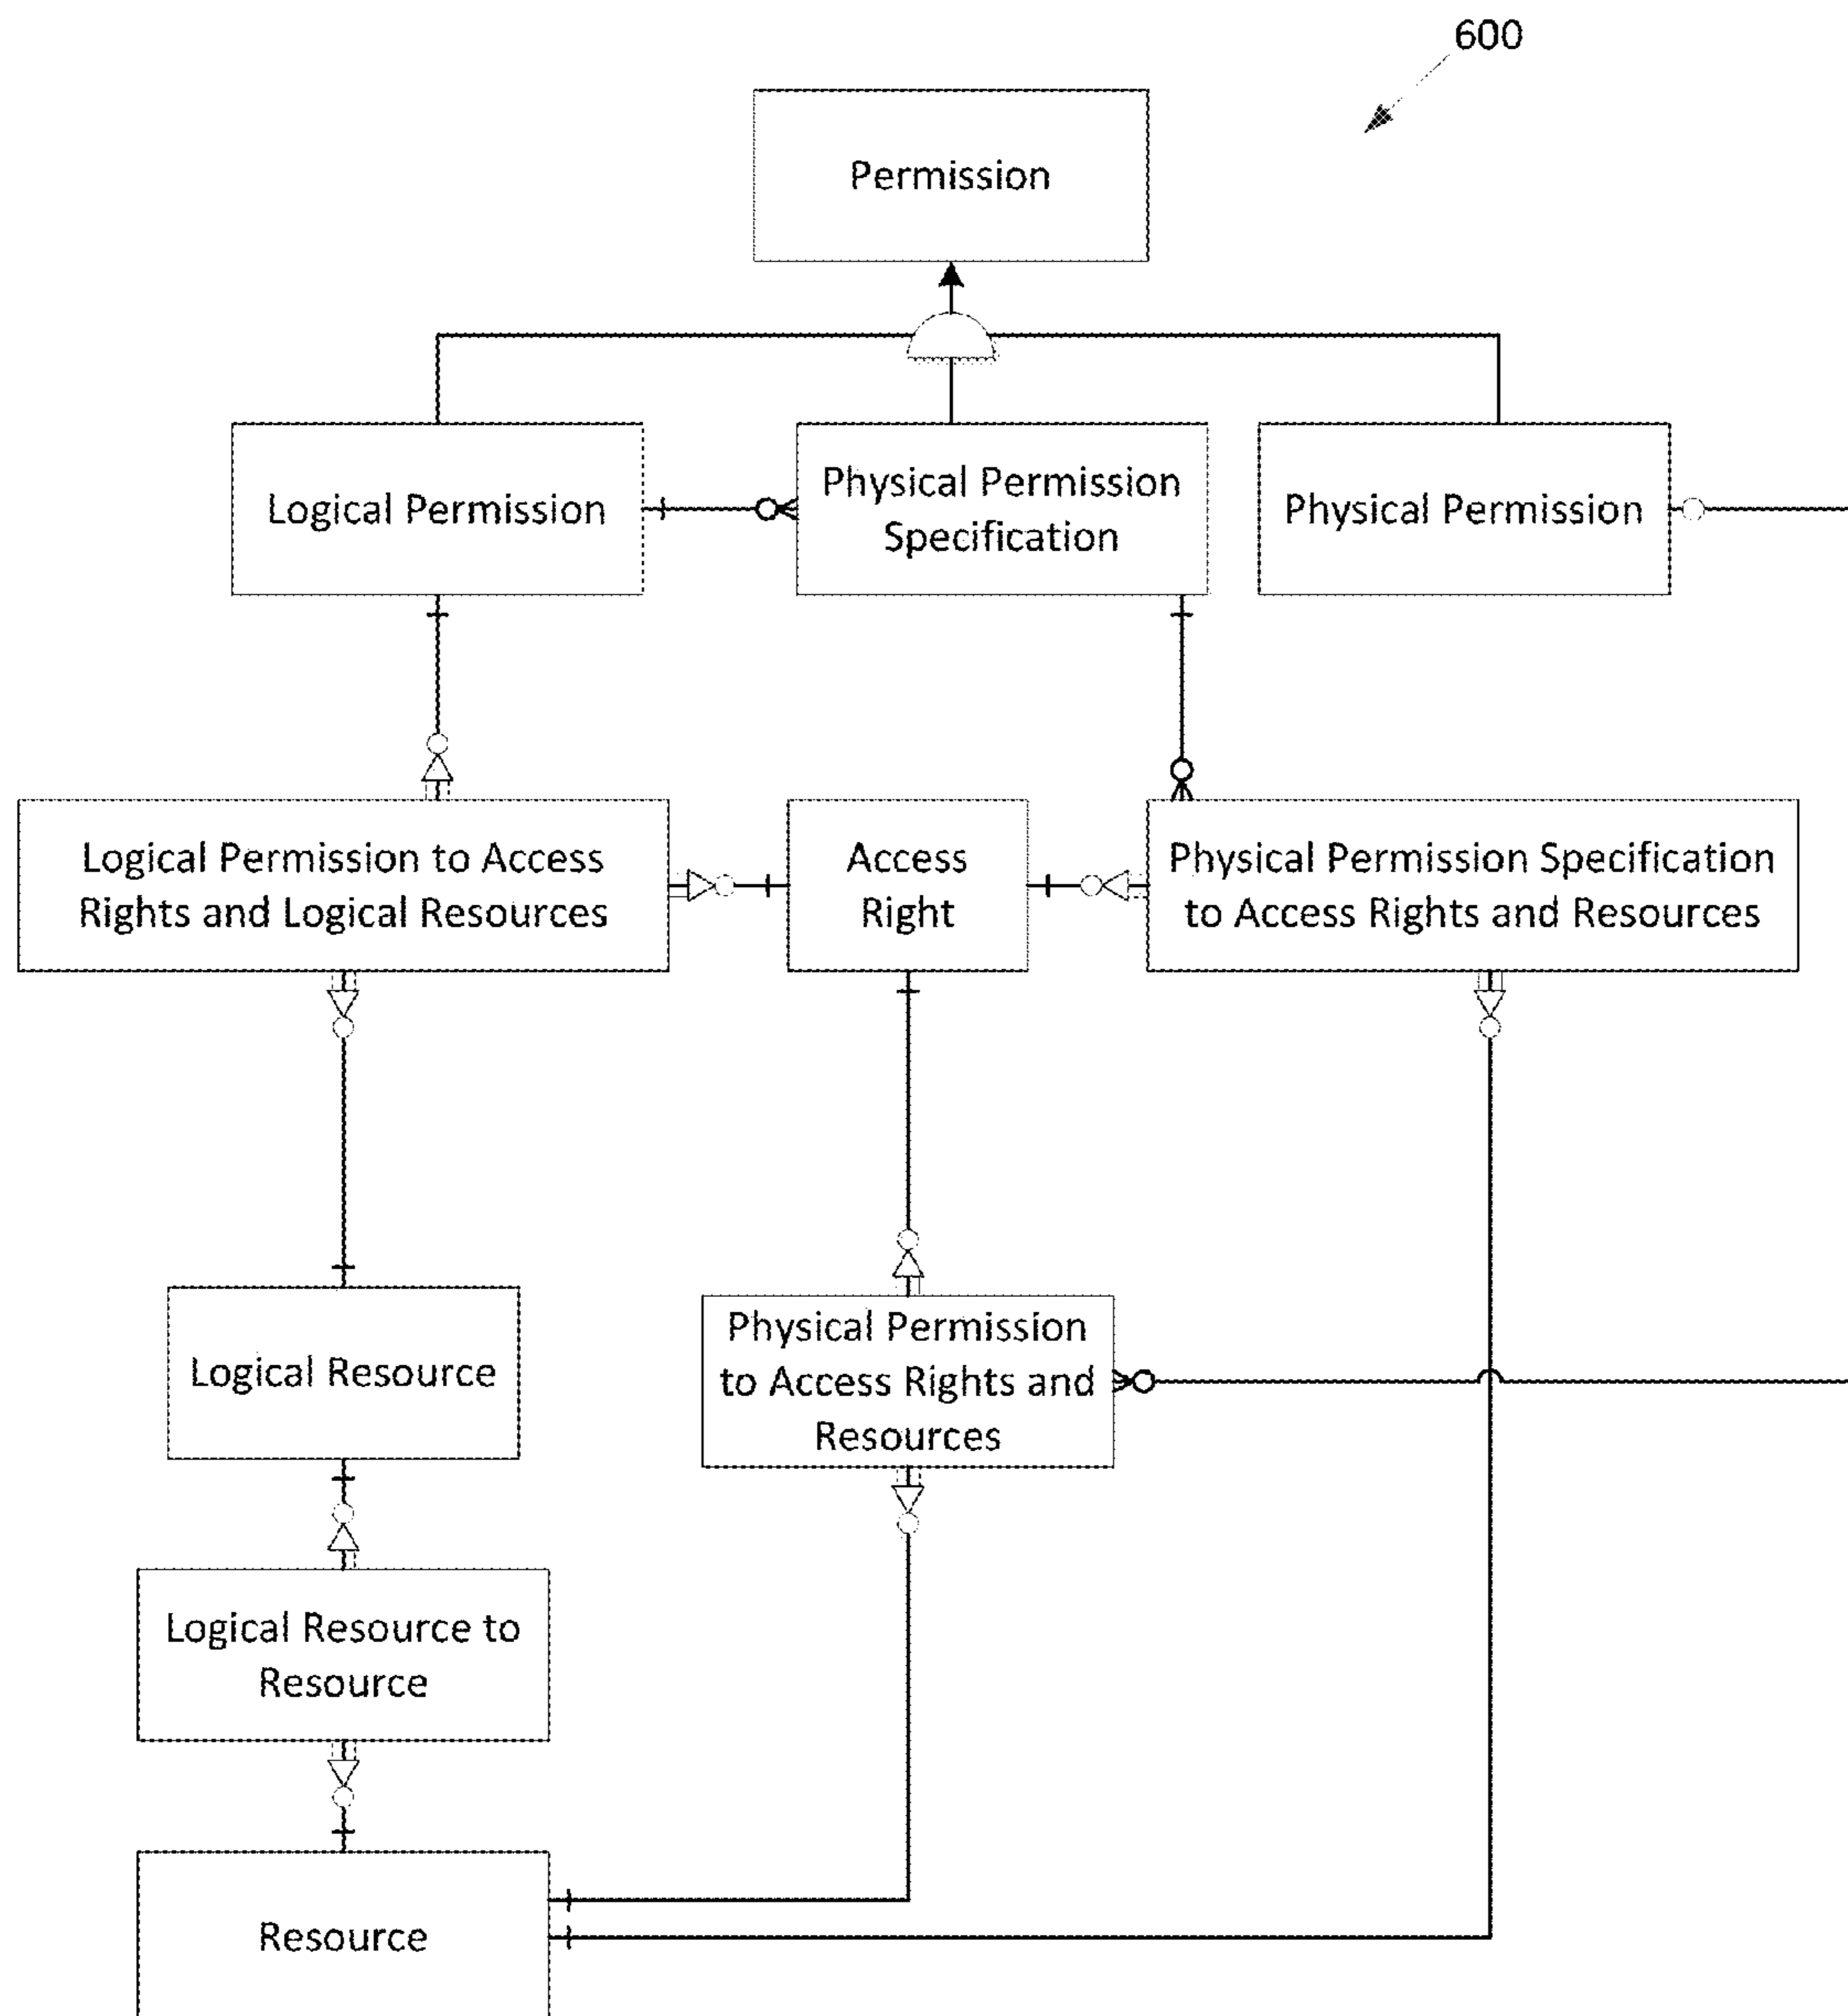 600
Permission
Logical Permission
Physical Permission
Specification
Physical Permission
Logical Permission to Access
Rights and Logical Resources
Access
Right
Physical Permission Specification
to Access Rights and Resources
Logical Resource
Physical Permission
to Access Rights and
Resources
Logical Resource to
Resource
Resource